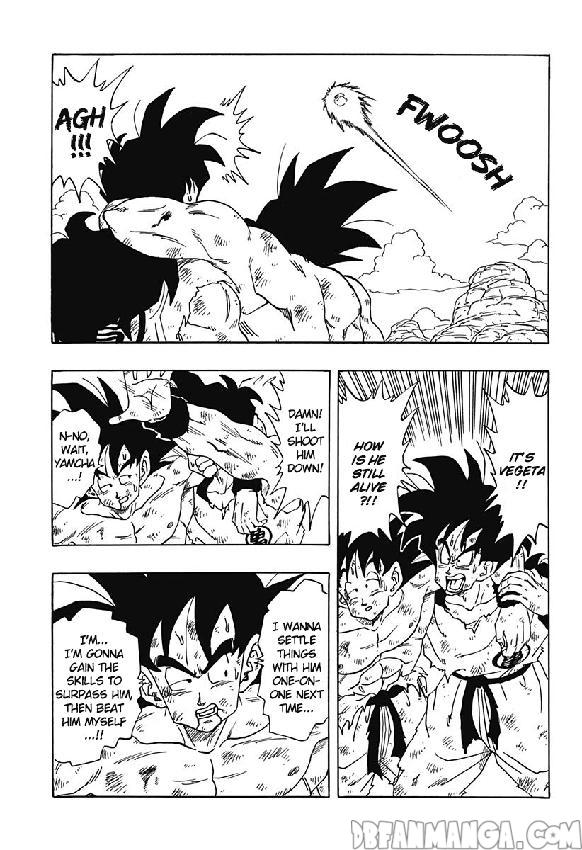 AGH
!!!
FWOOSH
IT'S
VEGETA
!!
HOW
IS HE
STILL
ALIVE
?!!
DAMN!
I'LL
SHOOT
HIM
DOWN!
N-NO,
WAIT,
YAMCHA
...!
I WANNA
SETTLE
THINGS
WITH HIM
ONE-ON-
ONE NEXT
TIME...
I'M...
I'M GONNA
GAIN THE
SKILLS TO
SURPASS HIM,
THEN BEAT
HIM MYSELF
...!!
DBFANMANGA.COM